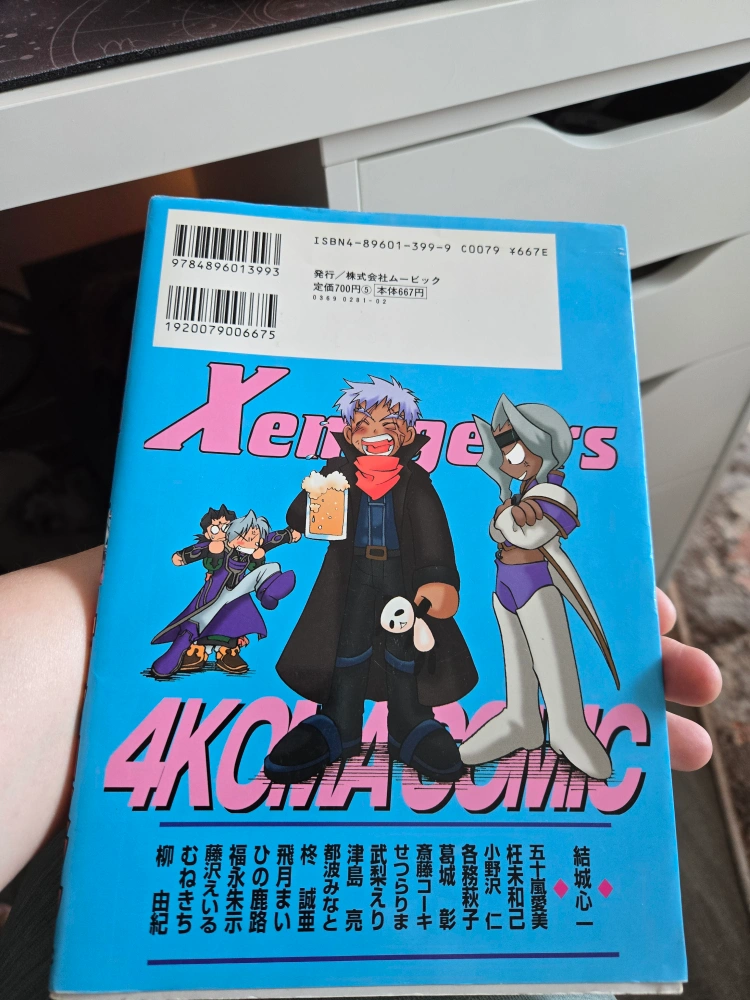 ISBN4-89601-399-9 C0079 ¥667E
9784896013993
発行／株式会社ムービック
定価700円⑤ 本体667円
0369 0281-02
1920079006675
Xenogears
4KOMA COMIC
◆結城心一◆
五十嵐愛美
枉未和己
小野沢 仁
各務萩子
葛城 彰
斎藤コーキ
せつらりま
武梨えり
津島 亮
都波みなと
柊 誠亜
飛月まい
ひの鹿路
福永朱示
藤沢えいる
むねきち
柳 由紀